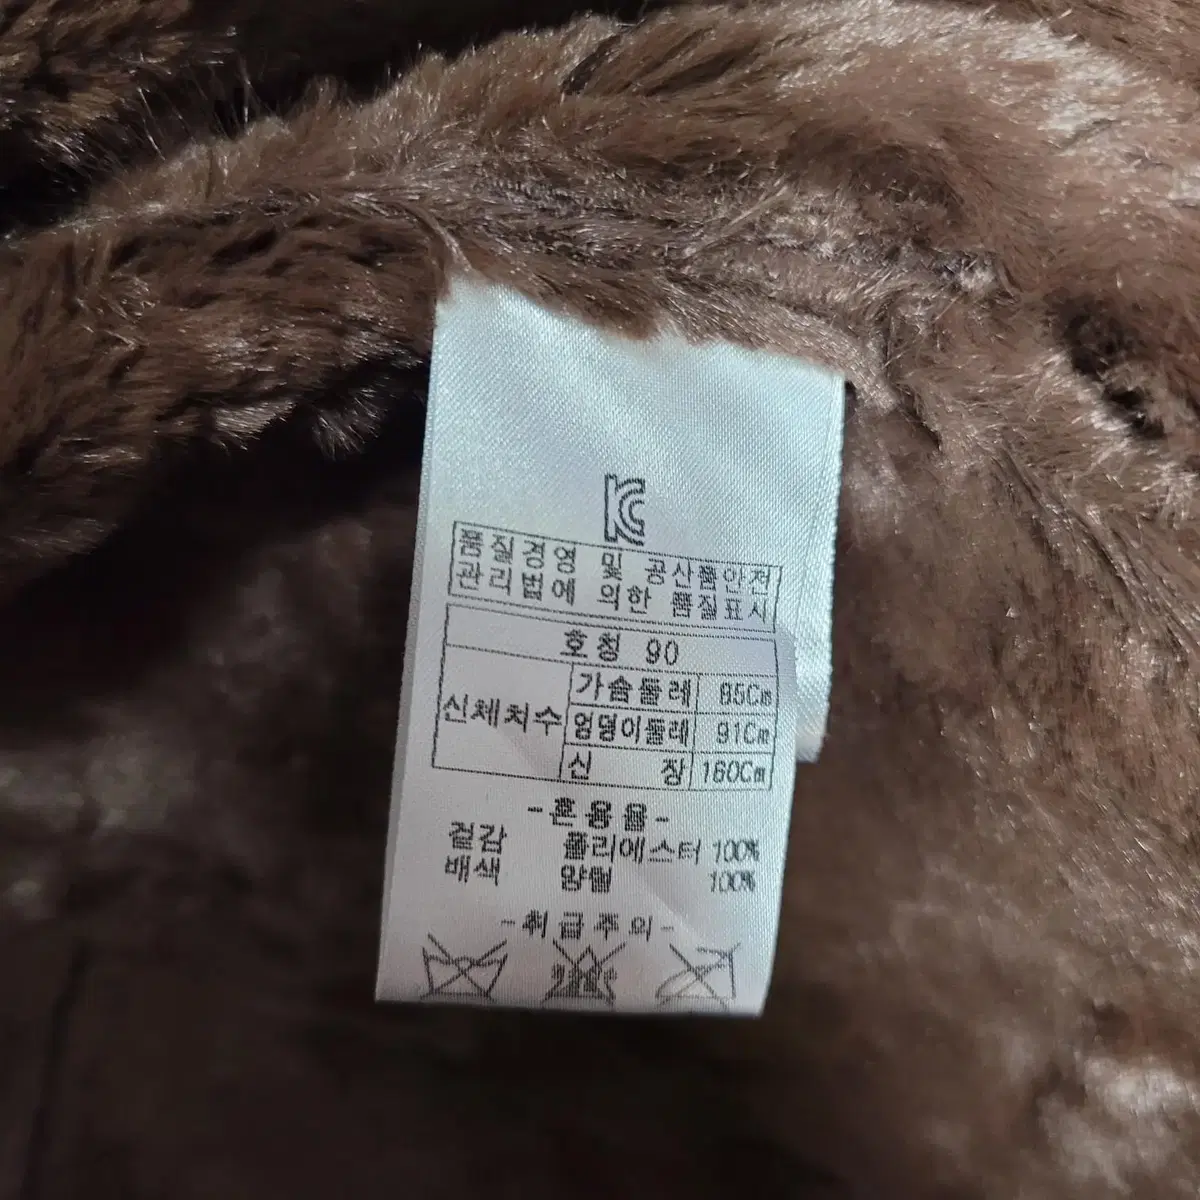 KC
품질경영 및 공산품안전
관리법에 의한 품질표시
호칭 90
신체치수
가슴둘레 85Cm
엉덩이둘레 91Cm
신 장 160Cm
-혼용율-
겉감 폴리에스터 100%
배색 양털 100%
-취급주의-